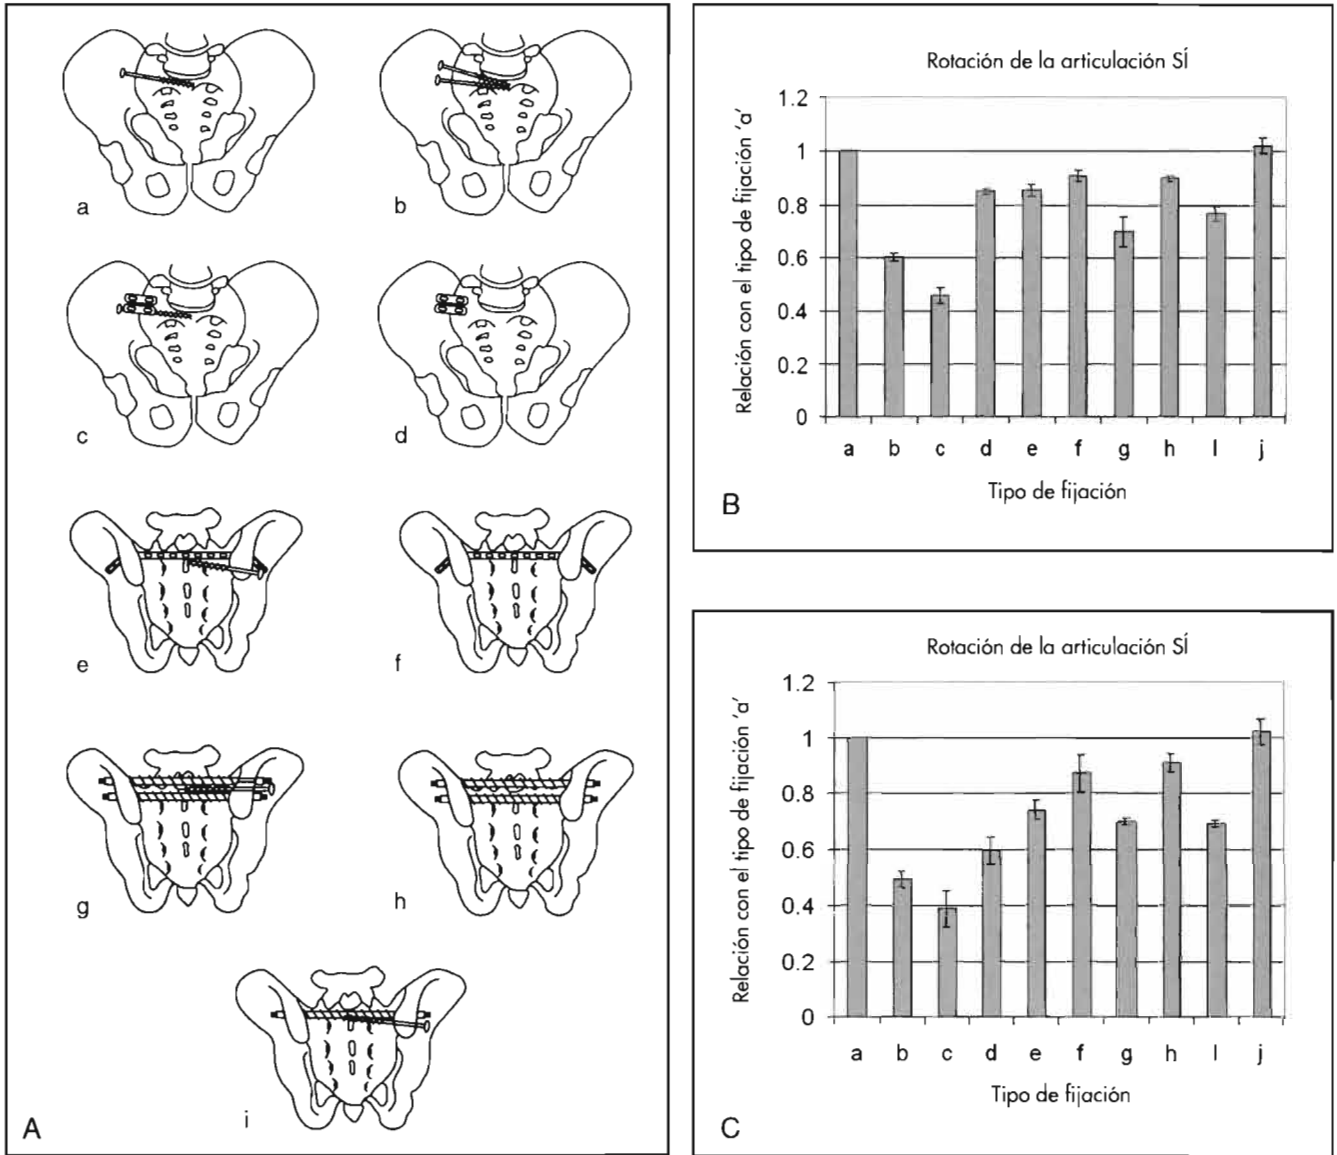 a
b
c
d
e
f
g
h
i
A
Rotación de la articulación SÍ
Relación con el tipo de fijación 'a'
1.2
1
0.8
0.6
0.4
0.2
0
a b c d e f g h l j
Tipo de fijación
B
Rotación de la articulación SÍ
Relación con el tipo de fijación 'a'
1.2
1
0.8
0.6
0.4
0.2
0
a b c d e f g h l j
Tipo de fijación
C